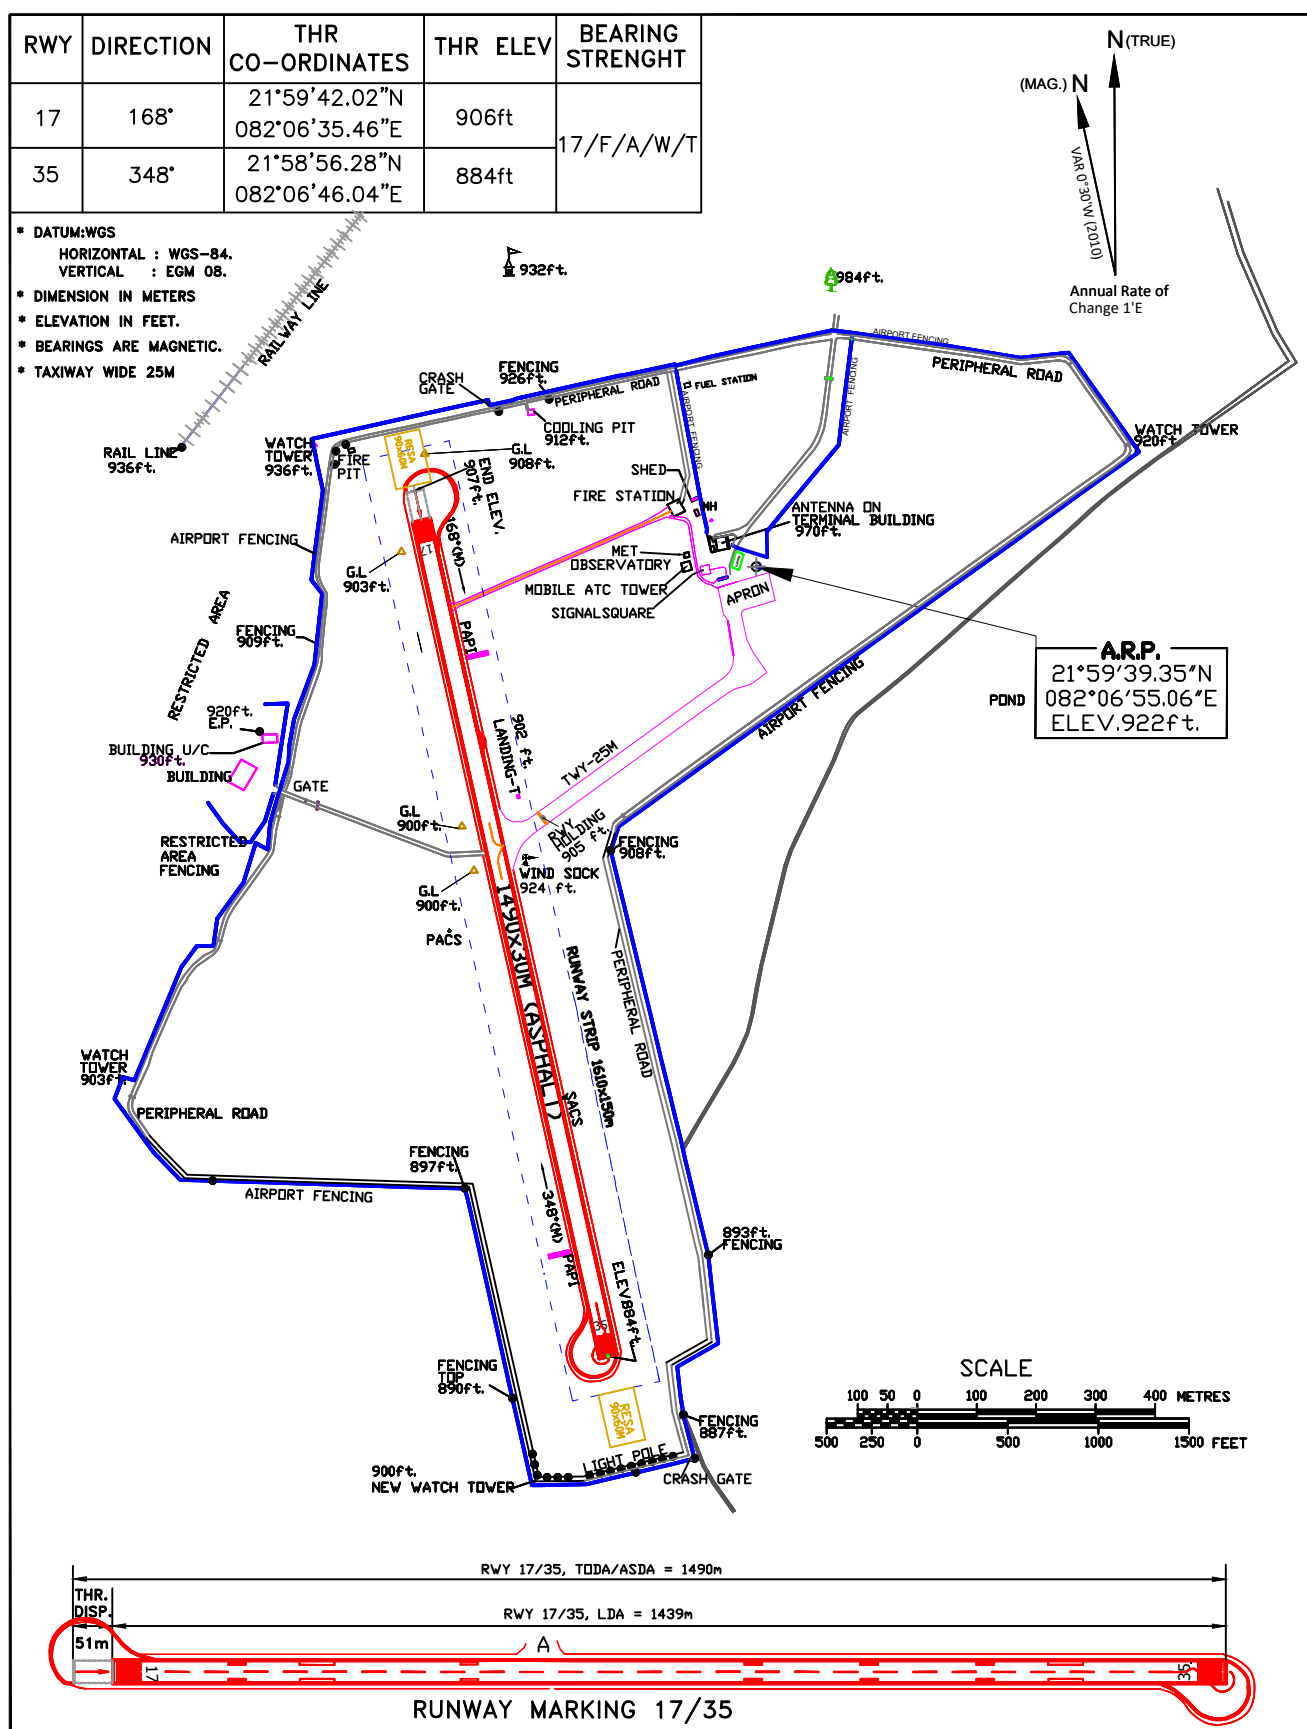 RWY DIRECTION THR CO-ORDINATES THR ELEV BEARING STRENGHT
17 168° 21°59'42.02"N 082°06'35.46"E 906ft
17/F/A/W/T
35 348° 21°58'56.28"N 082°06'46.04"E 884ft
N (TRUE)
(MAG.) N
VAR 0°30'W (2010)
Annual Rate of
Change 1'E
* DATUM:WGS
HORIZONTAL : WGS-84.
VERTICAL : EGM 08.
* DIMENSION IN METERS
* ELEVATION IN FEET.
* BEARINGS ARE MAGNETIC.
* TAXIWAY WIDE 25M
RAILWAY LINE
932ft.
984ft.
RAIL LINE
936ft.
WATCH
TOWER
936ft.
FIRE
PIT
CRASH
GATE
FENCING
926ft.
PERIPHERAL ROAD
COOLING PIT
912ft.
RESA
90x60M
G.L
908ft.
END ELEV.
907ft.
FUEL STATION
AIRPORT FENCING
AIRPORT FENCING
AIRPORT FENCING
PERIPHERAL ROAD
WATCH TOWER
920ft.
SHED
FIRE STATION
MH
ANTENNA ON
TERMINAL BUILDING
970ft.
MET
OBSERVATORY
MOBILE ATC TOWER
SIGNALSQUARE
APRON
A.R.P.
21°59'39.35"N
082°06'55.06"E
ELEV.922ft.
POND
AIRPORT FENCING
17
168°(M)
G.L
903ft.
FENCING
909ft.
RESTRICTED AREA
920ft.
E.P.
BUILDING U/C
930ft.
BUILDING
GATE
RESTRICTED
AREA
FENCING
PAPI
902 ft.
LANDING-T
TWY-25M
AIRPORT FENCING
RWY
HOLDING
905 ft.
FENCING
908ft.
G.L
900ft.
G.L
900ft.
WIND SOCK
924 ft.
PACS
1490X30M (ASPHALT)
RUNWAY STRIP 1610x150m
PERIPHERAL ROAD
SACS
WATCH
TOWER
903ft.
PERIPHERAL ROAD
AIRPORT FENCING
FENCING
897ft.
348°(M)
PAPI
893ft.
FENCING
ELEV.884ft.
35
FENCING
TOP
890ft.
RESA
90x60M
FENCING
887ft.
LIGHT POLE
CRASH GATE
900ft.
NEW WATCH TOWER
SCALE
100 50 0 100 200 300 400 METRES
500 250 0 500 1000 1500 FEET
RWY 17/35, TODA/ASDA = 1490m
THR.
DISP.
RWY 17/35, LDA = 1439m
51m
A
17
35
RUNWAY MARKING 17/35